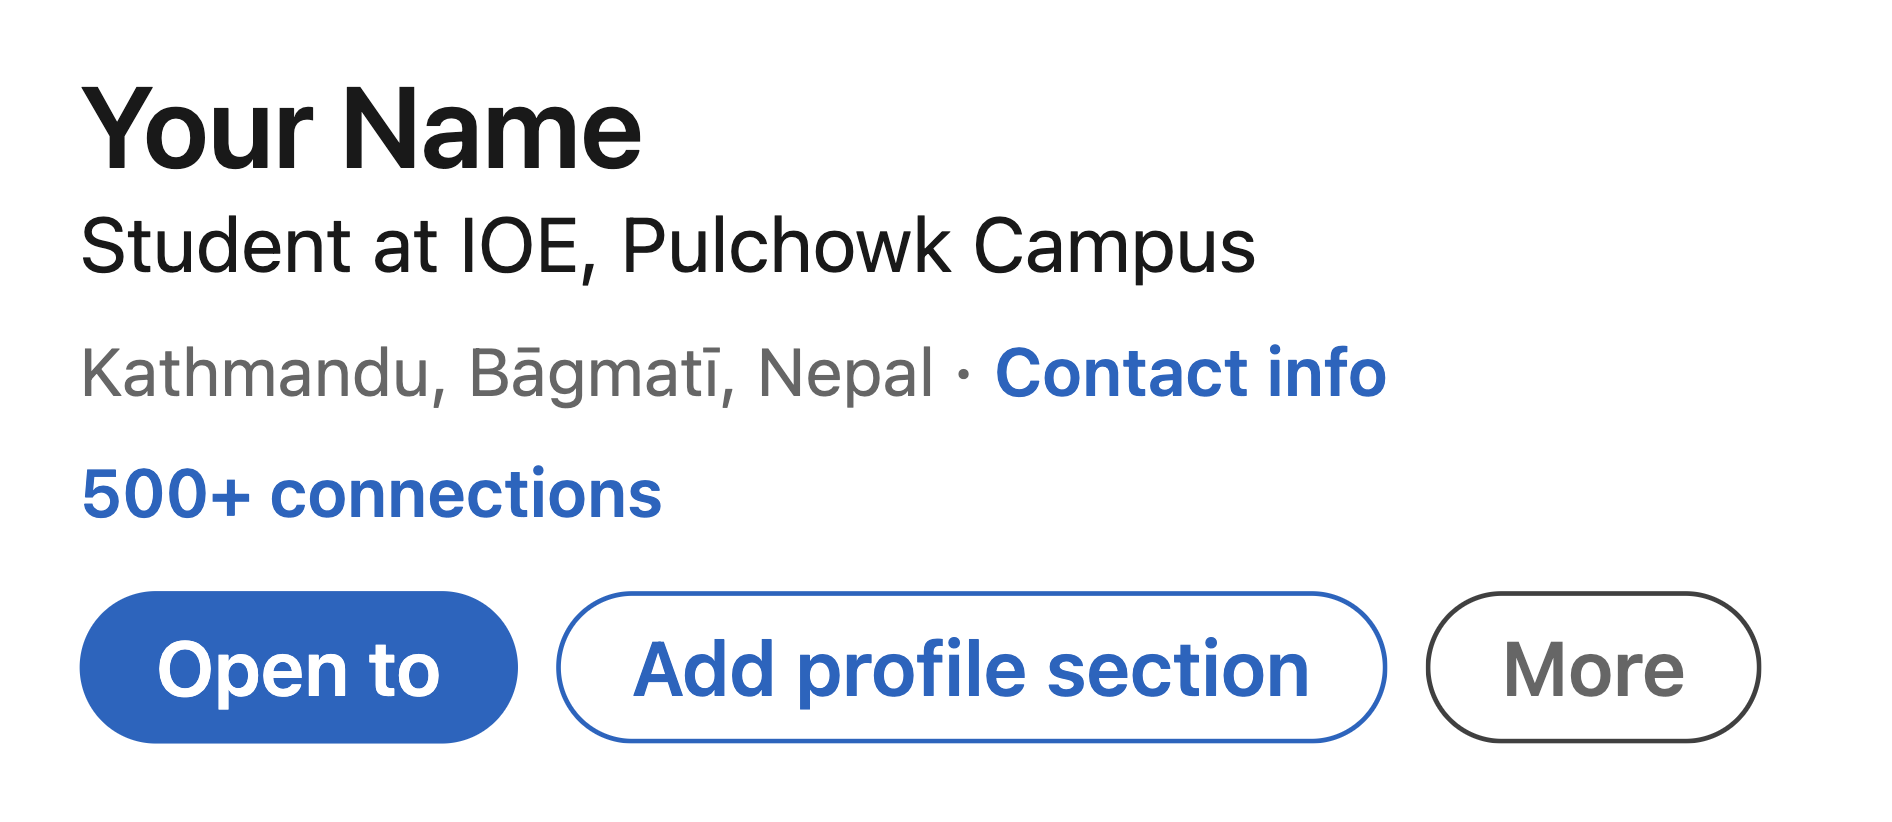 Your Name
Student at IOE, Pulchowk Campus
Kathmandu, Bāgmatī, Nepal · Contact info
500+ connections
Open to Add profile section More